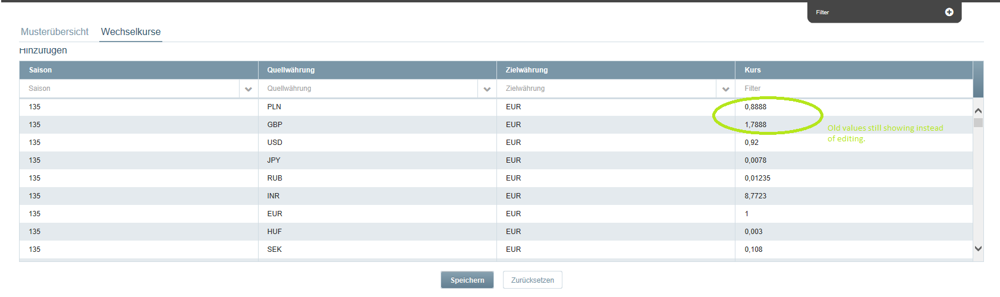 Filter
Musterübersicht Wechselkurse
Hinzufügen
Saison Quellwährung Zielwährung Kurs
Saison Quellwährung Zielwährung Filter
135 PLN EUR 0,8888
135 GBP EUR 1,7888
Old values still showing instead
of editing.
135 USD EUR 0,92
135 JPY EUR 0,0078
135 RUB EUR 0,01235
135 INR EUR 8,7723
135 EUR EUR 1
135 HUF EUR 0,003
135 SEK EUR 0,108
Speichern Zurücksetzen